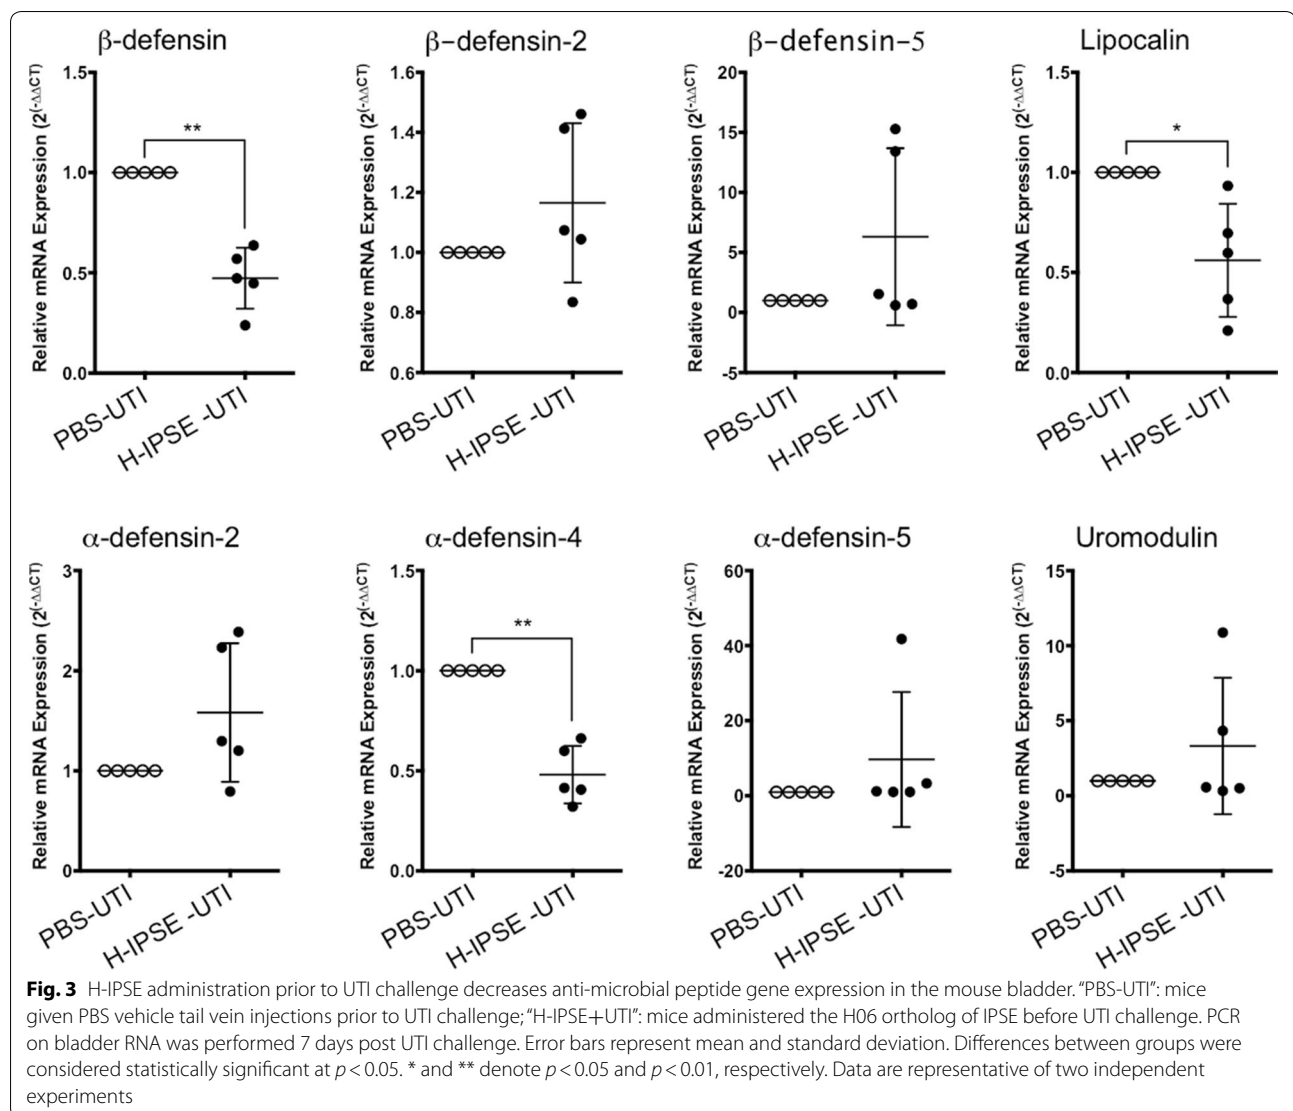 β-defensin
β-defensin-2
β-defensin-5
Lipocalin
Relative mRNA Expression (2(-ΔΔCT)
1.5
1.0
0.5
0.0
**
PBS-UTI
H-IPSE -UTI
Relative mRNA Expression (2(-ΔΔCT)
1.6
1.4
1.2
1.0
0.8
0.6
PBS-UTI
H-IPSE -UTI
Relative mRNA Expression (2(-ΔΔCT)
20
15
10
5
0
-5
PBS-UTI
H-IPSE -UTI
Relative mRNA Expression (2(-ΔΔCT)
1.5
1.0
0.5
0.0
*
PBS-UTI
H-IPSE -UTI
α-defensin-2
α-defensin-4
α-defensin-5
Uromodulin
Relative mRNA Expression (2(-ΔΔCT)
3
2
1
0
PBS-UTI
H-IPSE -UTI
Relative mRNA Expression (2(-ΔΔCT)
1.5
1.0
0.5
0.0
**
PBS-UTI
H-IPSE -UTI
Relative mRNA Expression (2(-ΔΔCT)
60
40
20
0
-20
PBS-UTI
H-IPSE -UTI
Relative mRNA Expression (2(-ΔΔCT)
15
10
5
0
-5
PBS-UTI
H-IPSE -UTI
Fig. 3 H-IPSE administration prior to UTI challenge decreases anti-microbial peptide gene expression in the mouse bladder. “PBS-UTI”: mice
given PBS vehicle tail vein injections prior to UTI challenge; “H-IPSE+UTI”: mice administered the H06 ortholog of IPSE before UTI challenge. PCR
on bladder RNA was performed 7 days post UTI challenge. Error bars represent mean and standard deviation. Differences between groups were
considered statistically significant at p < 0.05. * and ** denote p < 0.05 and p < 0.01, respectively. Data are representative of two independent
experiments